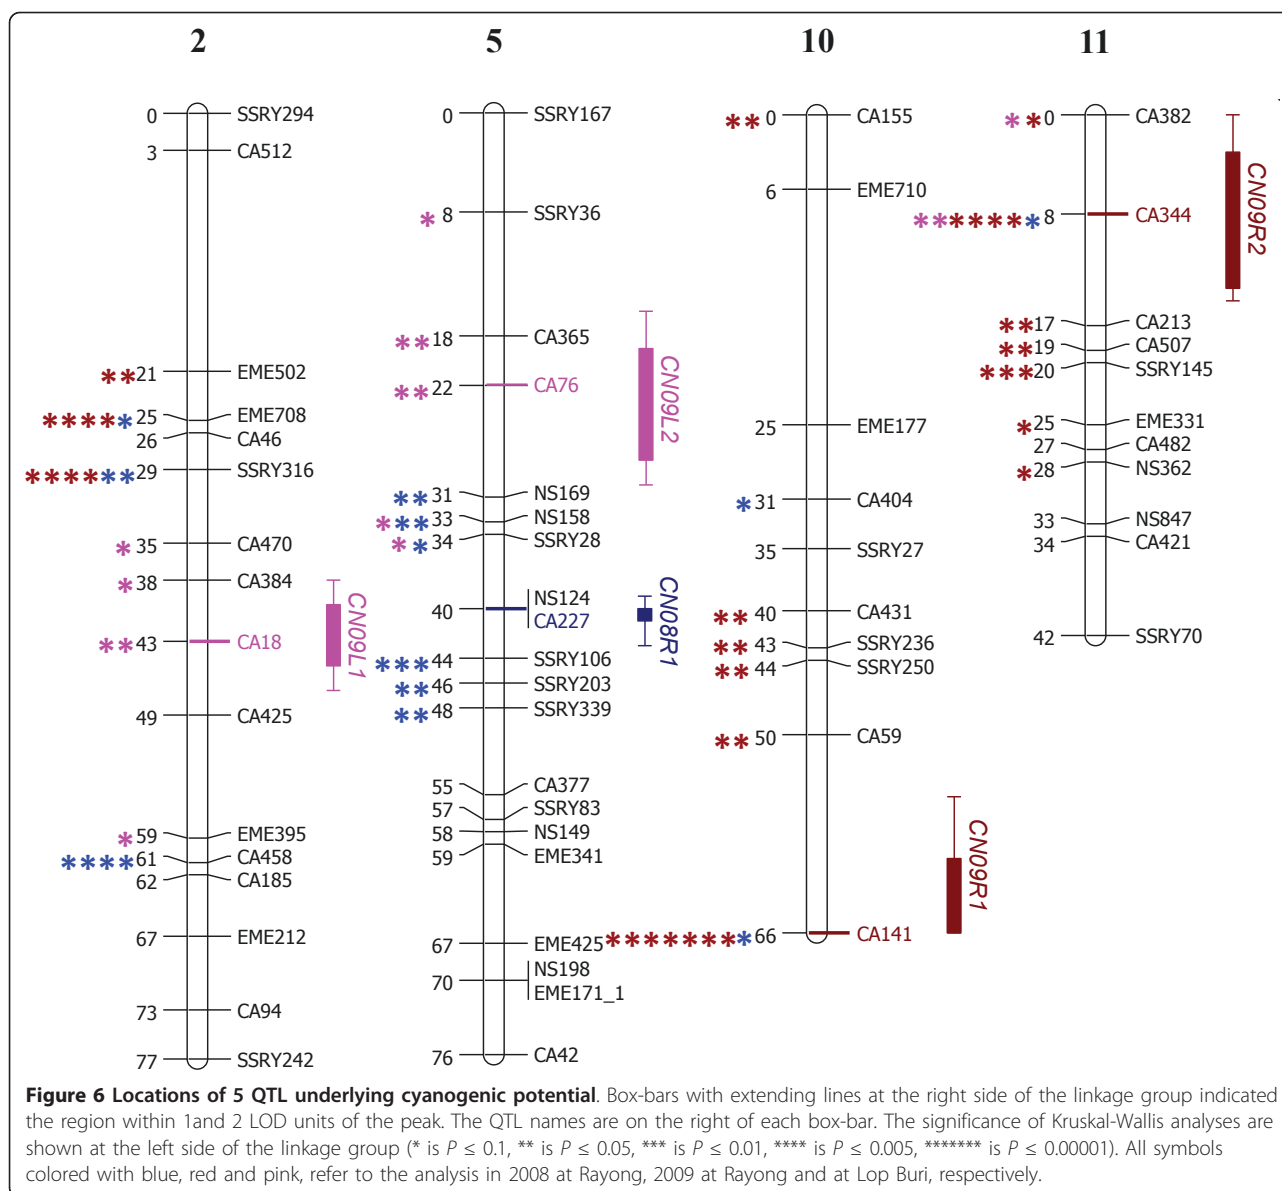 2
0 SSRY294
3 CA512
**21 EME502
*****25 EME708
26 CA46
******29 SSRY316
*35 CA470
*38 CA384
**43 CA18
49 CA425
*59 EME395
****61 CA458
62 CA185
67 EME212
73 CA94
77 SSRY242
CN09L1
5
0 SSRY167
*8 SSRY36
**18 CA365
**22 CA76
**31 NS169
***33 NS158
**34 SSRY28
40 NS124
CA227
***44 SSRY106
**46 SSRY203
**48 SSRY339
55 CA377
57 SSRY83
58 NS149
59 EME341
67 EME425
70 NS198
EME171_1
76 CA42
CN09L2
CN08R1
10
**0 CA155
6 EME710
25 EME177
*31 CA404
35 SSRY27
**40 CA431
**43 SSRY236
**44 SSRY250
**50 CA59
********66 CA141
CN09R1
11
**0 CA382
*******8 CA344
**17 CA213
**19 CA507
***20 SSRY145
*25 EME331
27 CA482
*28 NS362
33 NS847
34 CA421
42 SSRY70
CN09R2
Figure 6 Locations of 5 QTL underlying cyanogenic potential. Box-bars with extending lines at the right side of the linkage group indicated
the region within 1and 2 LOD units of the peak. The QTL names are on the right of each box-bar. The significance of Kruskal-Wallis analyses are
shown at the left side of the linkage group (* is P ≤ 0.1, ** is P ≤ 0.05, *** is P ≤ 0.01, **** is P ≤ 0.005, ******* is P ≤ 0.00001). All symbols
colored with blue, red and pink, refer to the analysis in 2008 at Rayong, 2009 at Rayong and at Lop Buri, respectively.